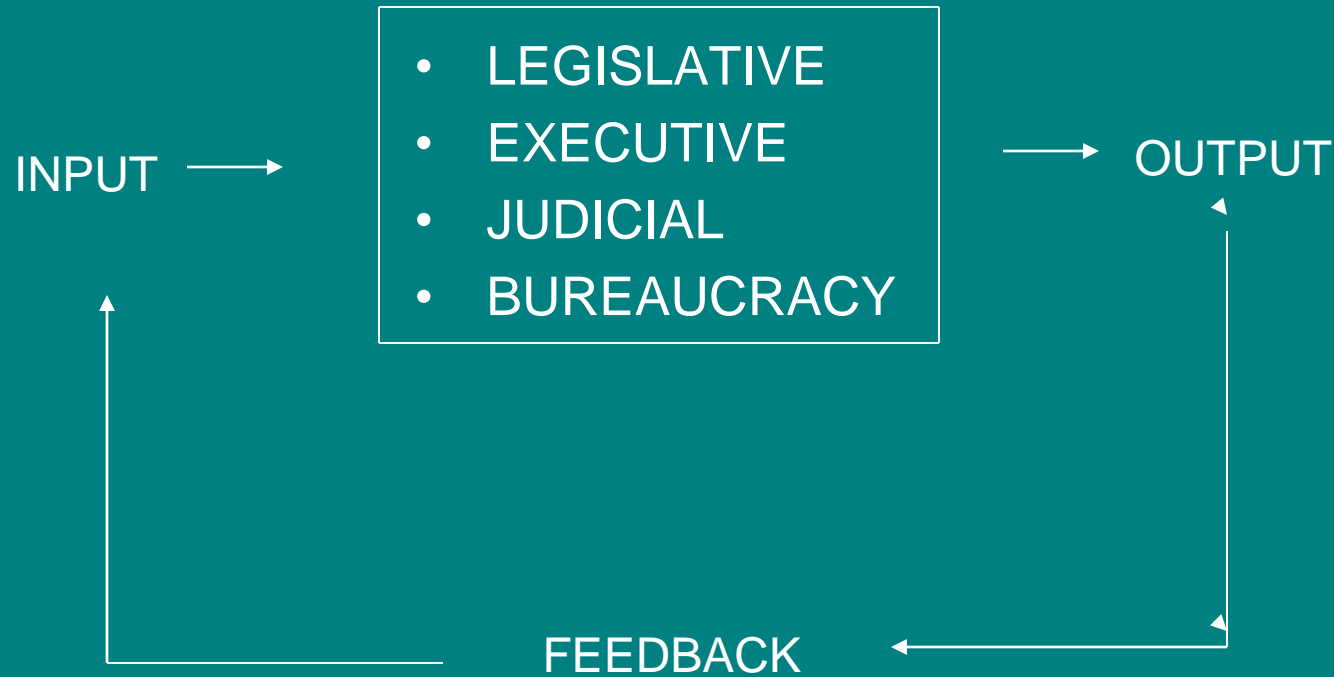 INPUT
• LEGISLATIVE
• EXECUTIVE
• JUDICIAL
• BUREAUCRACY
OUTPUT
FEEDBACK